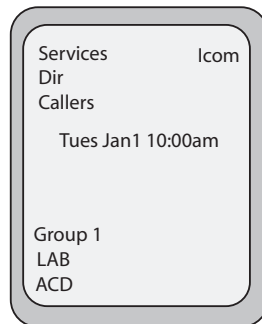 Services Icom
Dir
Callers
Tues Jan1 10:00am
Group 1
LAB
ACD